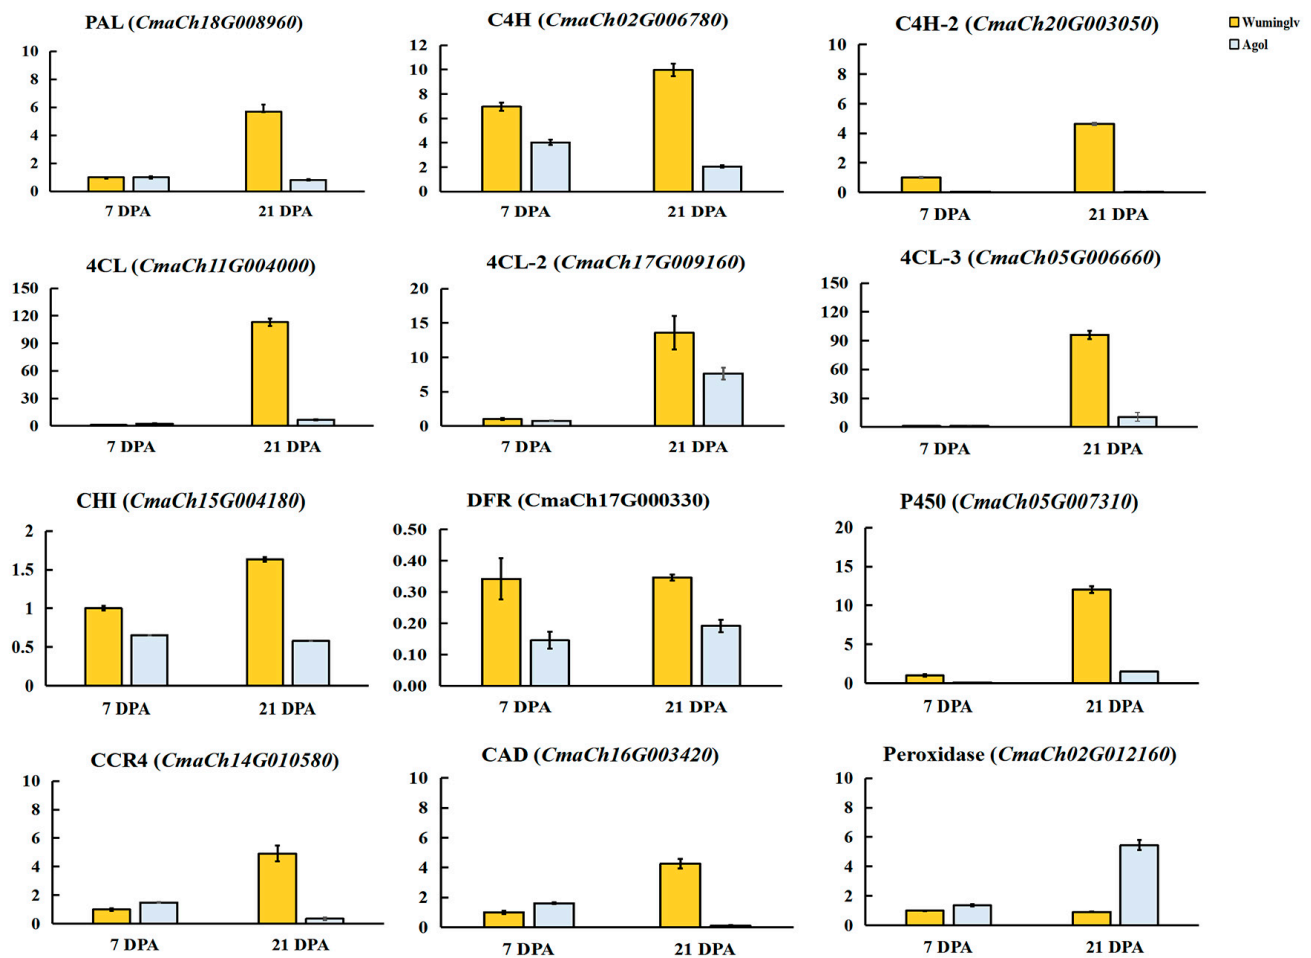 PAL (CmaCh18G008960)
C4H (CmaCh02G006780)
C4H-2 (CmaCh20G003050)
Wuminglv
Agol
10
8
6
4
2
0
7 DPA
21 DPA
12
10
8
6
4
2
0
7 DPA
21 DPA
10
8
6
4
2
0
7 DPA
21 DPA
4CL (CmaCh11G004000)
4CL-2 (CmaCh17G009160)
4CL-3 (CmaCh05G006660)
150
120
90
60
30
0
7 DPA
21 DPA
20
15
10
5
0
7 DPA
21 DPA
150
120
90
60
30
0
7 DPA
21 DPA
CHI (CmaCh15G004180)
DFR (CmaCh17G000330)
P450 (CmaCh05G007310)
2
1.5
1
0.5
0
7 DPA
21 DPA
0.50
0.40
0.30
0.20
0.10
0.00
7 DPA
21 DPA
20
15
10
5
0
7 DPA
21 DPA
CCR4 (CmaCh14G010580)
CAD (CmaCh16G003420)
Peroxidase (CmaCh02G012160)
10
8
6
4
2
0
7 DPA
21 DPA
10
8
6
4
2
0
7 DPA
21 DPA
10
8
6
4
2
0
7 DPA
21 DPA